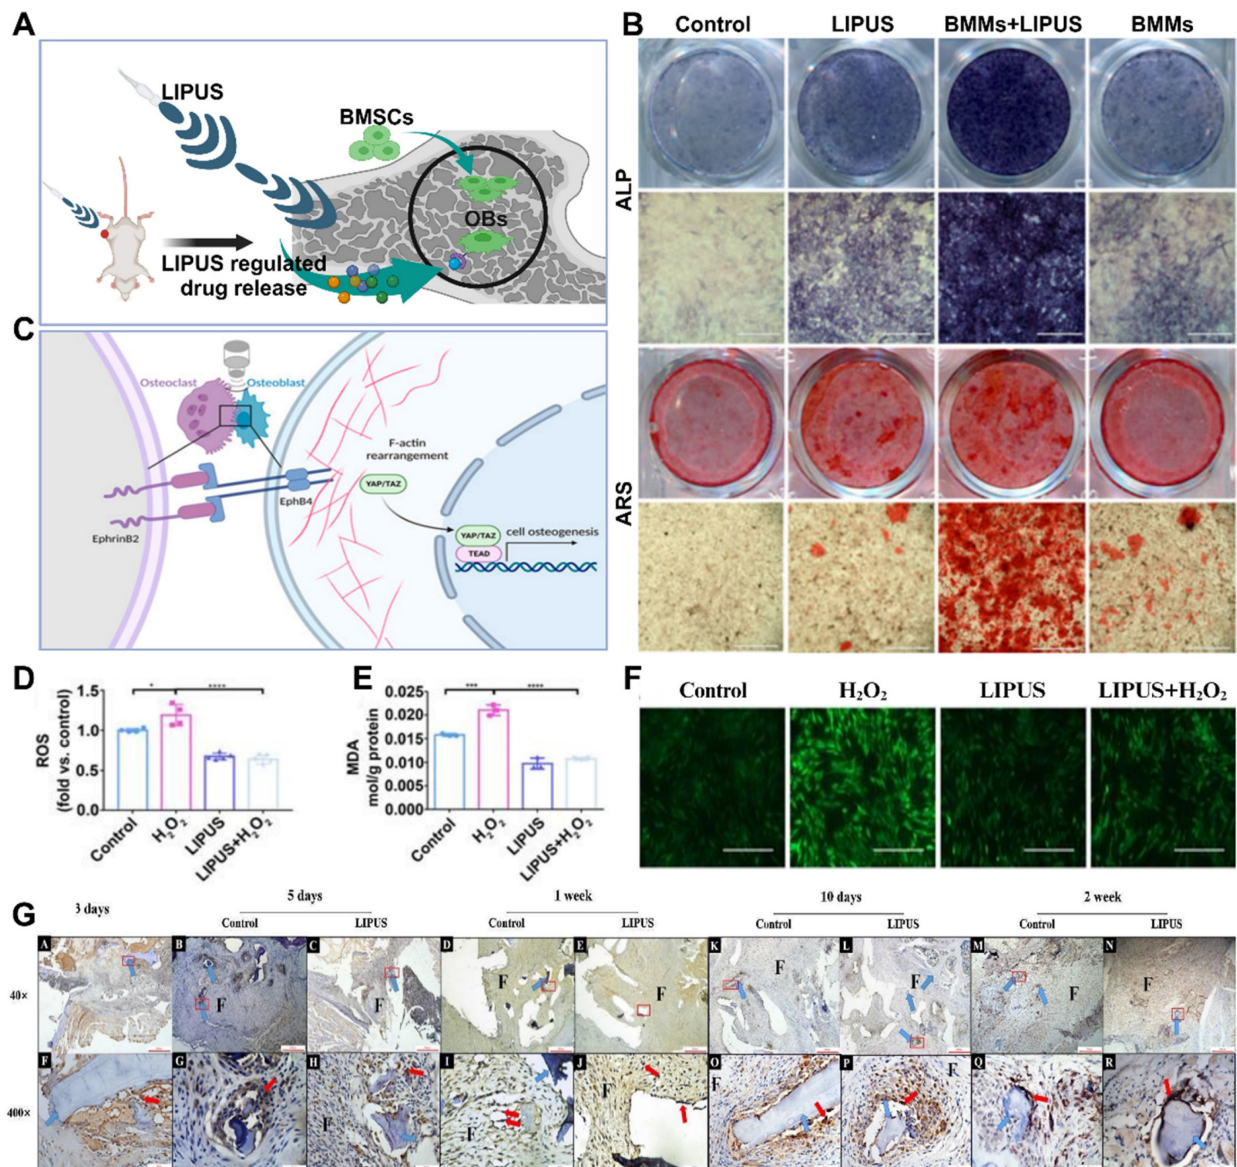 A
LIPUS
BMSCs
OBs
LIPUS regulated
drug release
B
Control LIPUS BMMs+LIPUS BMMs
ALP
ARS
C
Osteoclast
Osteoblast
F-actin
rearrangement
YAP/TAZ
EphB4
EphrinB2
YAP/TAZ
TEAD
cell osteogenesis
D
ROS
(fold vs. control)
1.5
1.0
0.5
0.0
* ****
Control
H₂O₂
LIPUS
LIPUS+H₂O₂
E
MDA
mol/g protein
0.025
0.020
0.015
0.010
0.005
0.000
*** ****
Control
H₂O₂
LIPUS
LIPUS+H₂O₂
F
Control H₂O₂ LIPUS LIPUS+H₂O₂
G
3 days 5 days 1 week 10 days 2 week
Control LIPUS Control LIPUS Control LIPUS Control LIPUS
40×
A B C D E K L M N
F F F F F F F
400×
F G H I J O P Q R
F F F F F